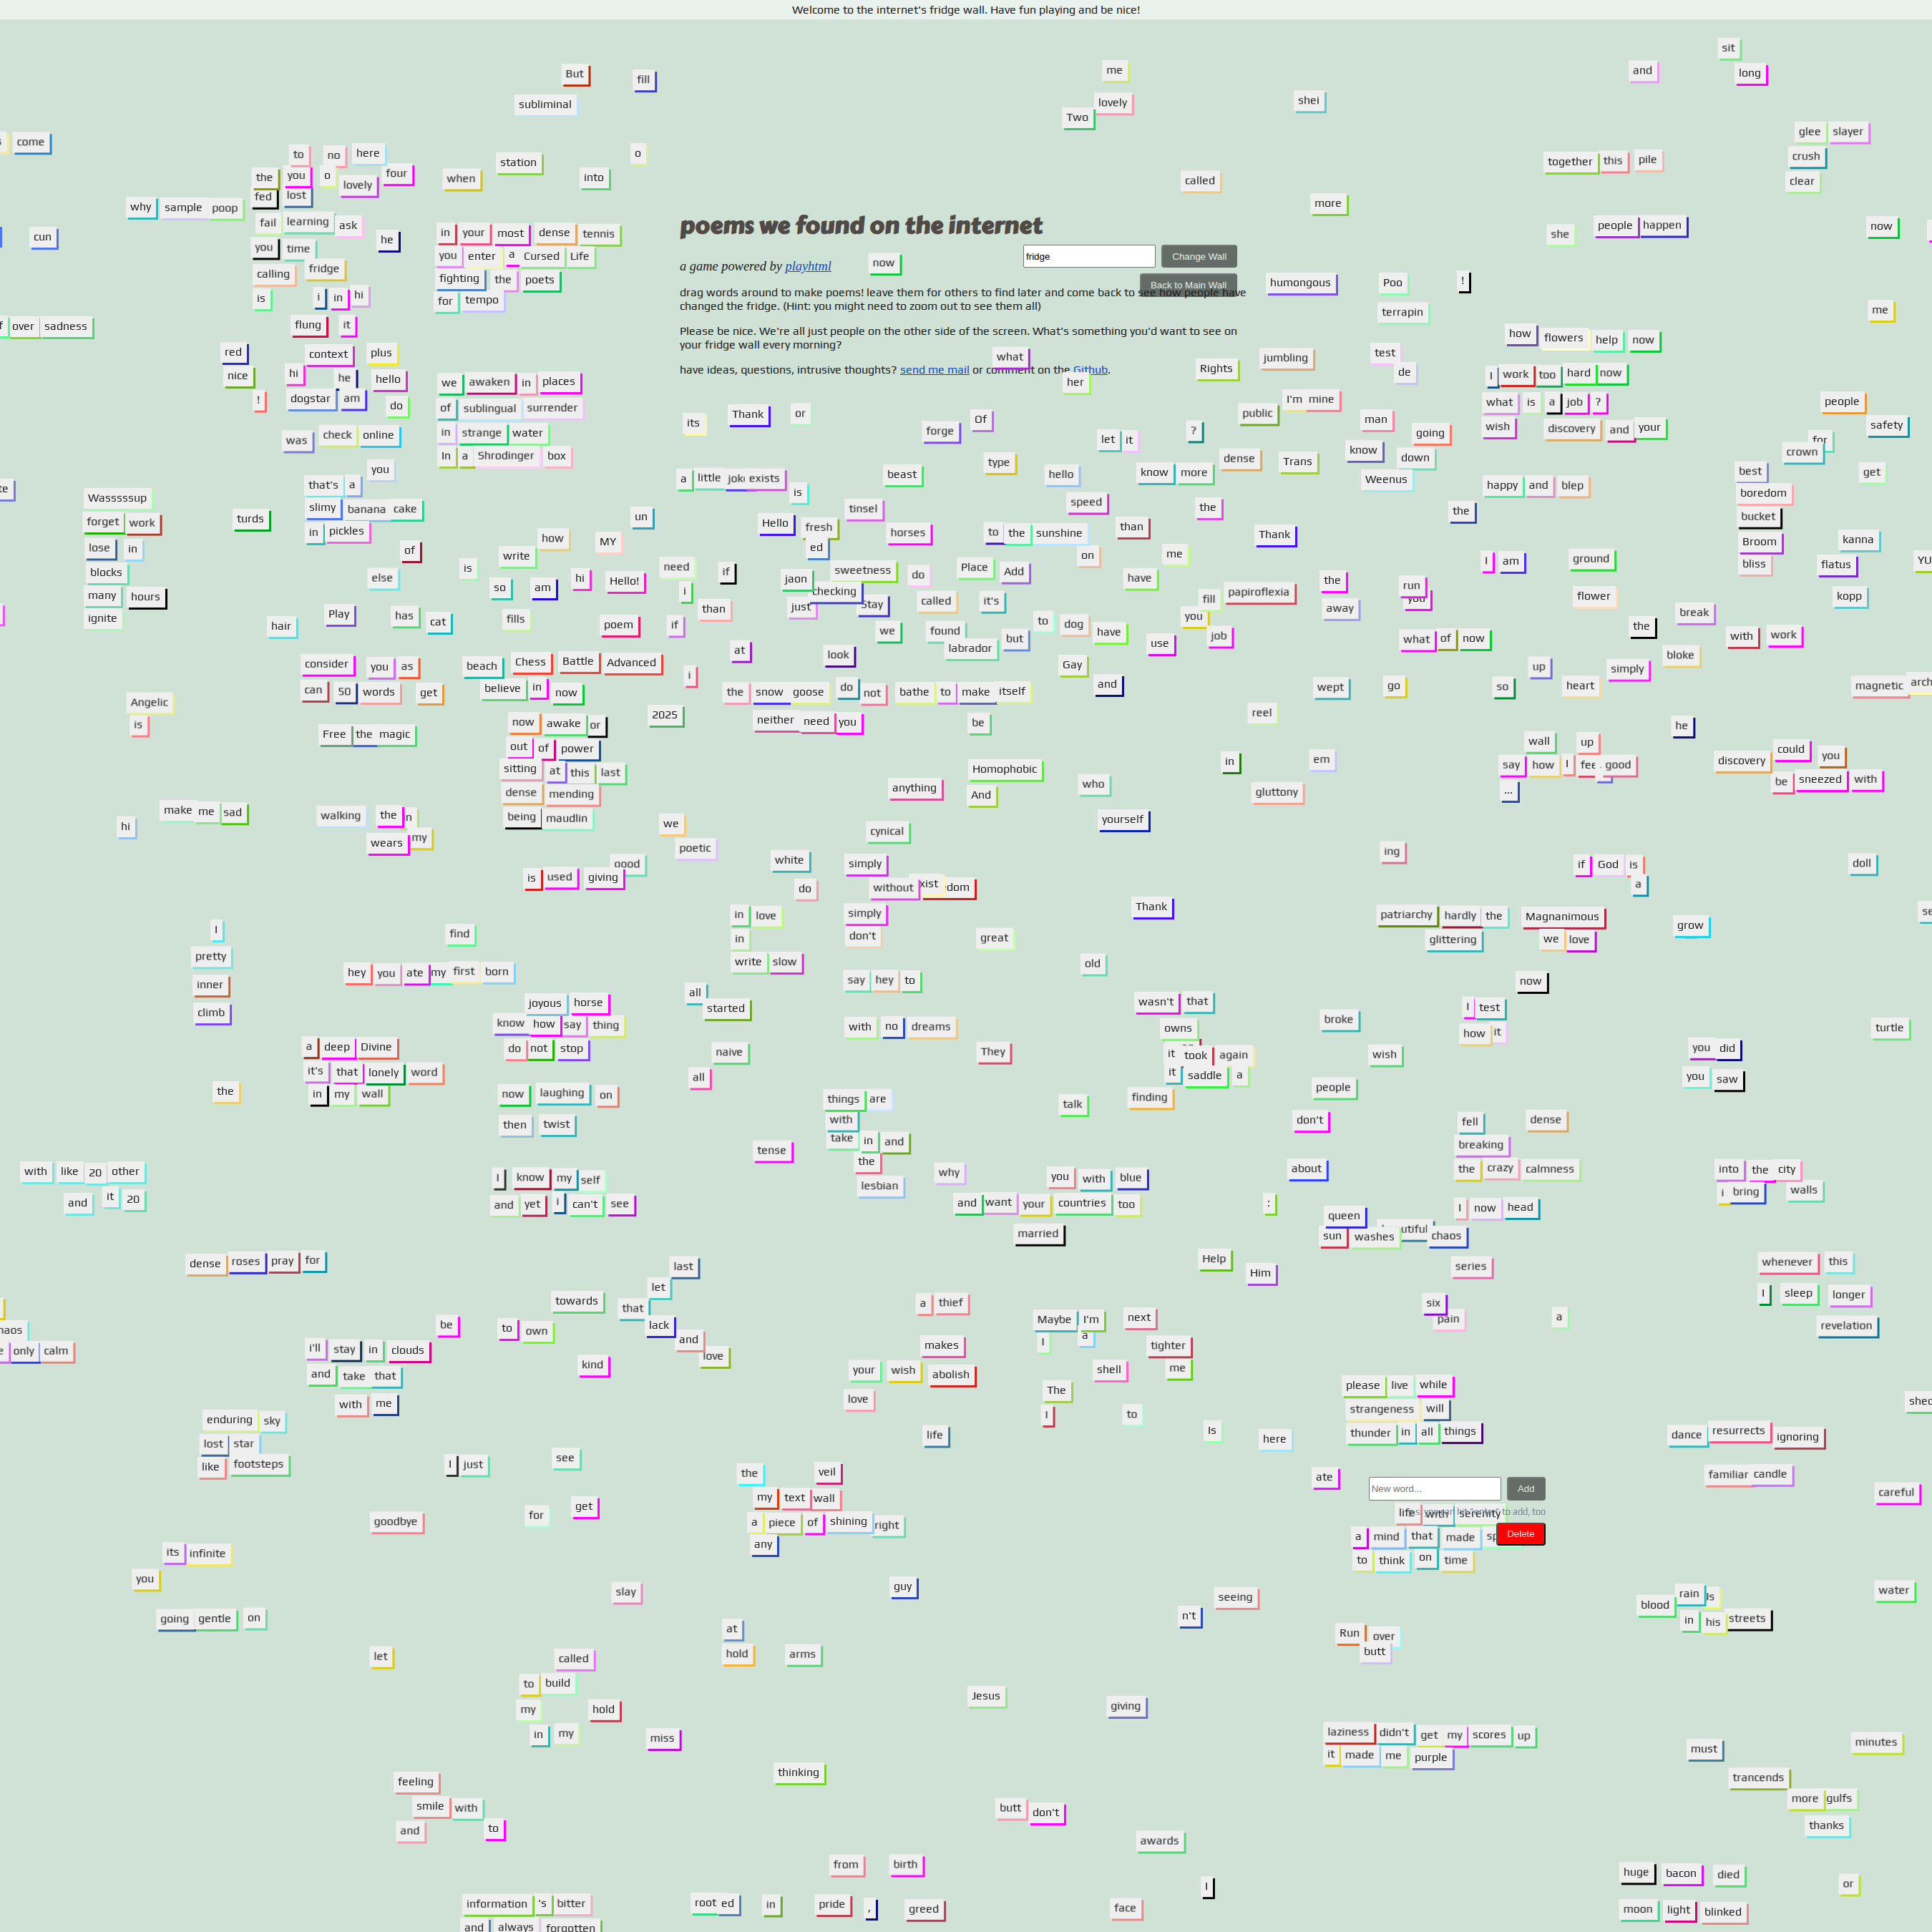 Welcome to the internet's fridge wall. Have fun playing and be nice!
sit
But fill me and long
subliminal lovely Two shei
come glee slayer
to no here o station together this pile crush
the you o lovely four when into called clear
fed lost
why sample poop more
fail learning ask
poems we found on the internet
cun you time he in your most dense tennis she people happen now
you enter a Cursed Life
a game powered by playhtml now fridge Change Wall
calling fridge fighting the poets Back to Main Wall humongous Poo !
is i in hi for tempo
drag words around to make poems! leave them for others to find later and come back to see how people have
changed the fridge. (Hint: you might need to zoom out to see them all)
terrapin me
over sadness flung it
Please be nice. We're all just people on the other side of the screen. What's something you'd want to see on
your fridge wall every morning?
how flowers help now
red context plus what jumbling test
have ideas, questions, intrusive thoughts? send me mail or comment on the Github.
nice hi he hello her Rights de I work too hard now
we awaken in places
! dogstar am do I'm mine what is a job ? people
of sublingual surrender
its Thank or public man wish discovery and your safety
was check online in strange water forge Of let it ? going for
In a Shrodinger box know down crown
you a little exists beast type hello know more dense Trans best get
that's a is Weenus happy and blep boredom
Wasssssup slimy banana cake tinsel speed the the bucket
forget work turds in pickles un Hello fresh horses to the sunshine than Thank
lose in of how MY ed on me Broom kanna
write I am ground bliss flatus
blocks else is need if sweetness do Place Add
so am hi Hello! jaon have the run flower kopp
many hours i checking called it's fill papiroflexia
ignite Play has cat fills than just Stay away break
hair poem if we found but to dog have you job the with work
consider you as beach Chess Battle Advanced at look labrador Gay use what of now bloke
believe in now i up simply
can 50 words get the snow goose do not bathe to make itself and wept go so heart magnetic
Angelic 2025 reel
is now awake or neither need you be he
Free the magic out of power wall up
sitting at this last Homophobic in em say how I good discovery could you
dense mending anything And who gluttony ... be sneezed with
make me sad walking the
hi being maudlin we cynical yourself
wears my poetic
good white simply ing if God is doll
is used giving do without a
in love simply Thank patriarchy hardly the Magnanimous grow
I find in don't great glittering we love
pretty write slow old
hey you ate my first born say hey to now
inner all started wasn't that I test
climb joyous horse with no dreams owns broke how it turtle
know how say thing
a deep Divine do not stop naive They it took again wish you did
it's that lonely word all it saddle a you saw
the in my wall now laughing on things are talk finding people
then twist with don't fell dense
tense take in and breaking
the
with like 20 other I know my self lesbian why you with blue about the crazy calmness into the city
and it 20 and yet i can't see and want your countries too : I now head i bring walls
married queen chaos
sun washes
dense roses pray for last Help Him series whenever this
let I sleep longer
towards that a thief six a
be to own lack Maybe I'm next pain revelation
only calm i'll stay in clouds and love makes I a tighter
kind your wish abolish shell me
and take that love The please live while
with me I to strangeness will
enduring sky life Is here thunder in all things dance resurrects ignoring
lost star
like footsteps I just see the veil ate familiar candle
my text wall New word... Add careful
goodbye for get a piece of shining right life with serenity
any a mind that made Delete
its infinite to think on time
you slay guy seeing water
n't rain
going gentle on at Run over blood in his streets
let called hold arms butt
to build
my hold Jesus giving
in my miss laziness didn't get my scores up
it made me purple must minutes
feeling thinking trancends
smile with butt don't more gulfs
and to awards thanks
from birth huge bacon died
I or
information 's bitter root ed in pride , greed face moon light blinked
and always forgotten